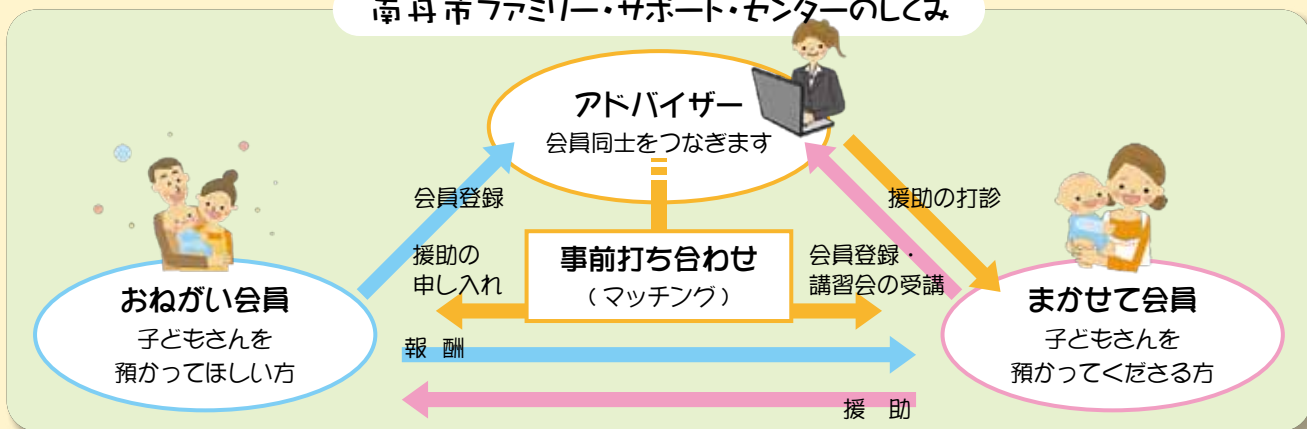 南丹市ファミリー・サポート・センターのしくみ
アドバイザー
会員同士をつなぎます
会員登録
援助の打診
援助の
申し入れ
事前打ち合わせ
(マッチング)
会員登録・
講習会の受講
おねがい会員
子どもさんを
預かってほしい方
まかせて会員
子どもさんを
預かってくださる方
報 酬
援 助